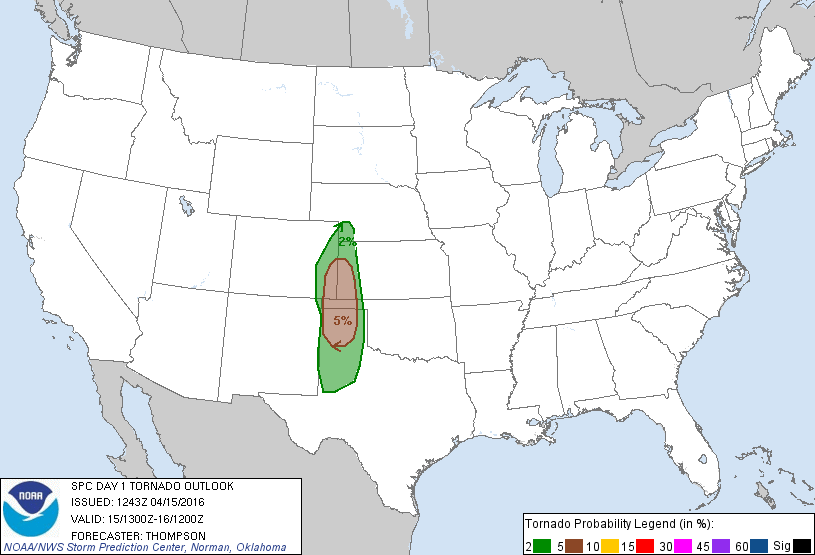 2%
5%
NOAA
SPC DAY 1 TORNADO OUTLOOK
ISSUED: 1243Z 04/15/2016
VALID: 15/1300Z-16/1200Z
FORECASTER: THOMPSON
NOAA/NWS Storm Prediction Center, Norman, Oklahoma
Tornado Probability Legend (in %):
2 5 10 15 30 45 60 Sig